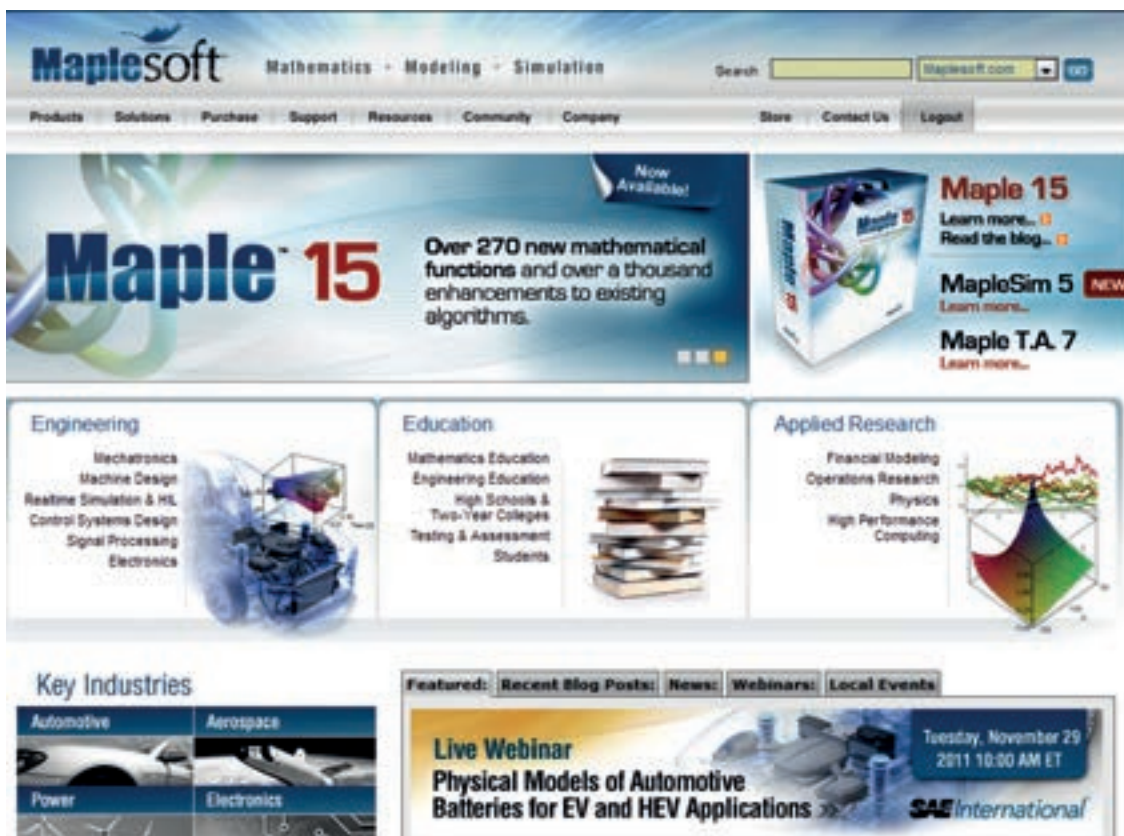 Maplesoft
Mathematics • Modeling • Simulation
Search
Maplesoft.com
GO
Products Solutions Purchase Support Resources Community Company
Store Contact Us Logout
Now
Available!
Maple™ 15
Over 270 new mathematical
functions and over a thousand
enhancements to existing
algorithms.
Maple 15
Maple 15
Maple 15
Learn more...
Read the blog...
MapleSim 5 NEW
Learn more...
Maple T.A. 7
Learn more...
Engineering
Mechatronics
Machine Design
Realtime Simulation & HIL
Control Systems Design
Signal Processing
Electronics
Education
Mathematics Education
Engineering Education
High Schools &
Two-Year Colleges
Testing & Assessment
Students
Applied Research
Financial Modeling
Operations Research
Physics
High Performance
Computing
Key Industries
Automotive Aerospace
Power Electronics
Featured: Recent Blog Posts: News: Webinars: Local Events
Live Webinar
Physical Models of Automotive
Batteries for EV and HEV Applications >>
Tuesday, November 29
2011 10:00 AM ET
SAE International